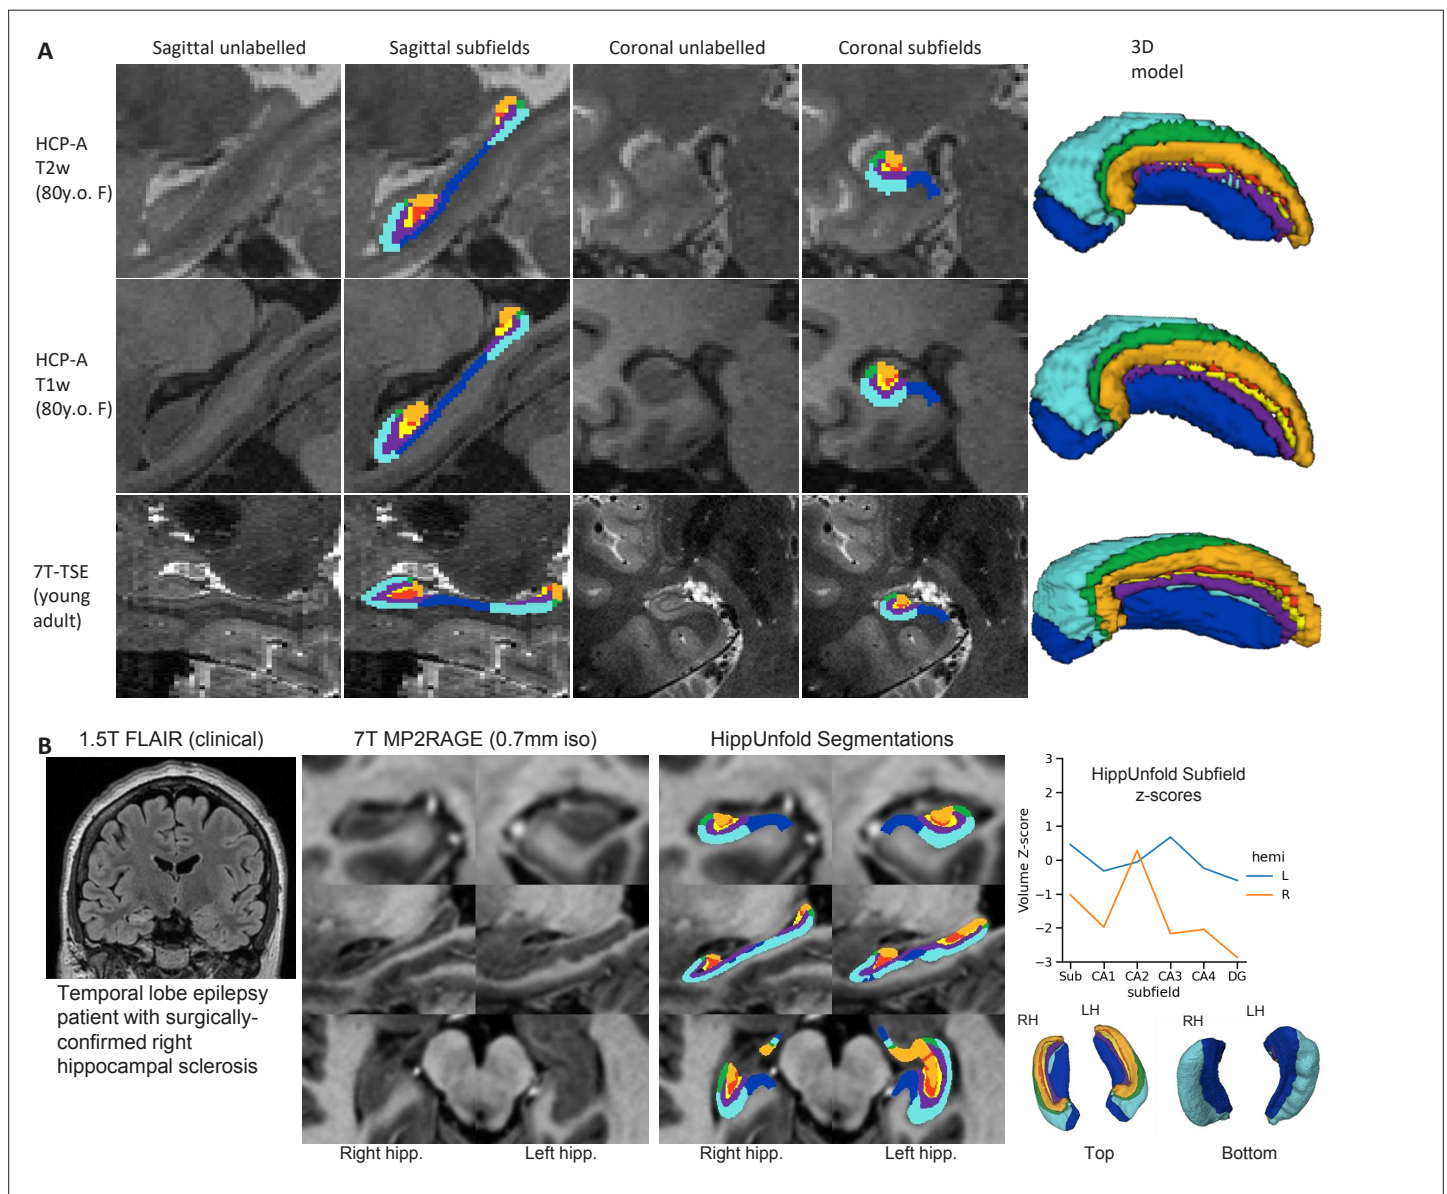 A
Sagittal unlabelled
Sagittal subfields
Coronal unlabelled
Coronal subfields
3D
model
HCP-A
T2w
(80y.o. F)
HCP-A
T1w
(80y.o. F)
7T-TSE
(young
adult)
B
1.5T FLAIR (clinical)
7T MP2RAGE (0.7mm iso)
HippUnfold Segmentations
Temporal lobe epilepsy
patient with surgically-
confirmed right
hippocampal sclerosis
Right hipp.
Left hipp.
Right hipp.
Left hipp.
HippUnfold Subfield
z-scores
Volume Z-score
3
2
1
0
−1
−2
−3
Sub CA1 CA2 CA3 CA4 DG
subfield
hemi
L
R
RH
LH
RH
LH
Top
Bottom